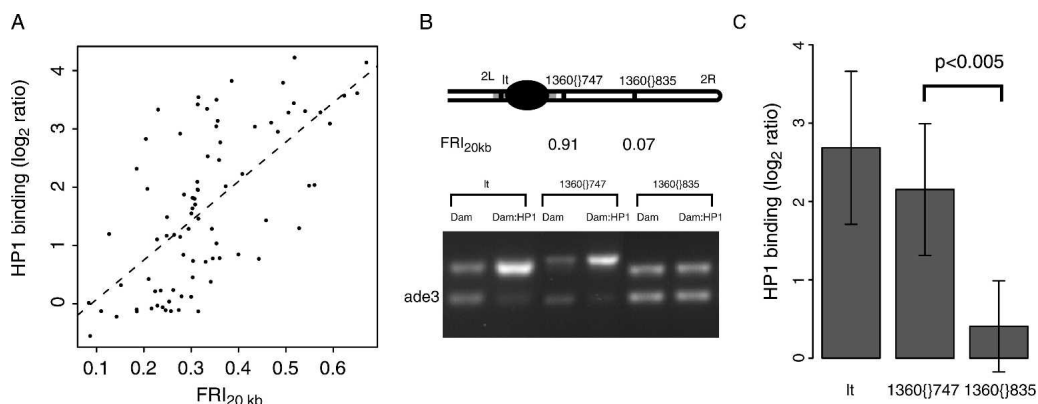 A
HP1 binding (log2 ratio)
4
3
2
1
0
0.1 0.2 0.3 0.4 0.5 0.6
FRI20 kb
B
2L lt 1360{}747 1360{}835 2R
FRI20kb 0.91 0.07
lt 1360{}747 1360{}835
Dam Dam:HP1 Dam Dam:HP1 Dam Dam:HP1
ade3
C
HP1 binding (log2 ratio)
4
3
2
1
0
p<0.005
lt 1360{}747 1360{}835